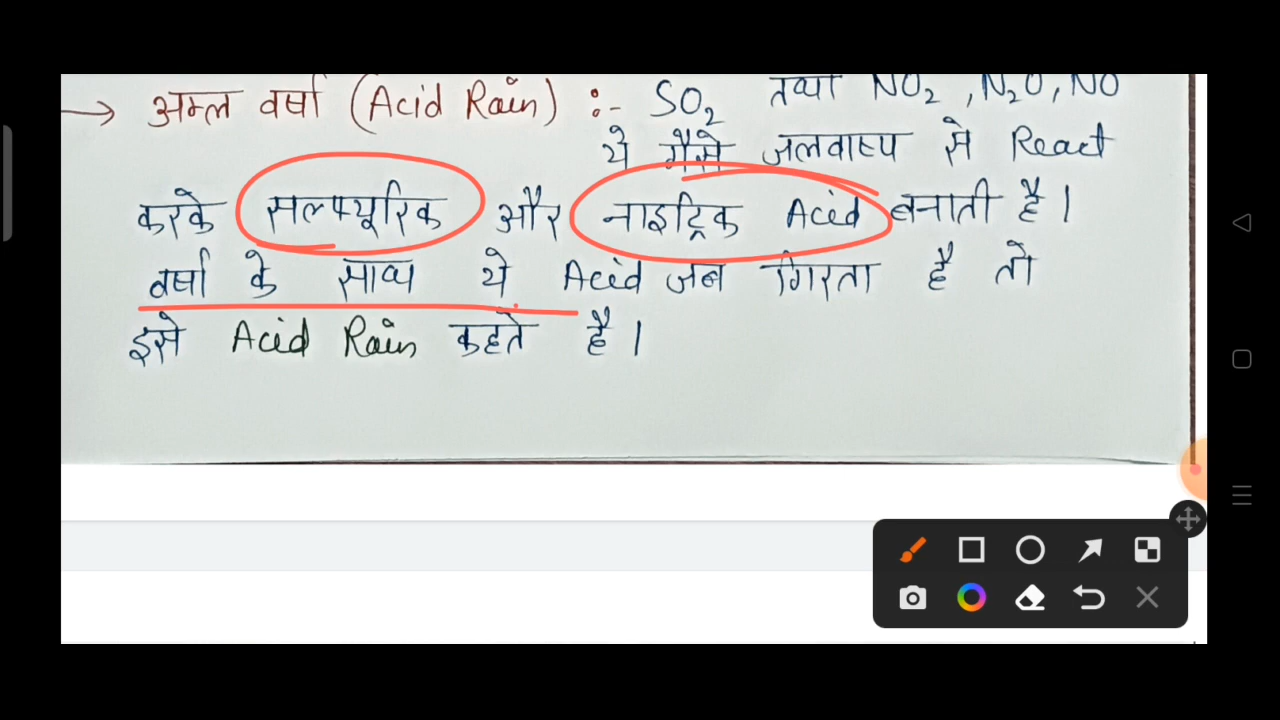 → अम्ल वर्षा (Acid Rain) :- SO₂ तथा NO₂, N₂O, NO
ये गैसे जलवाष्प से React
करके सल्फ्यूरिक और नाइट्रिक Acid बनाती है।
वर्षा के साथ ये Acid जब गिरता है तो
इसे Acid Rain कहते है।